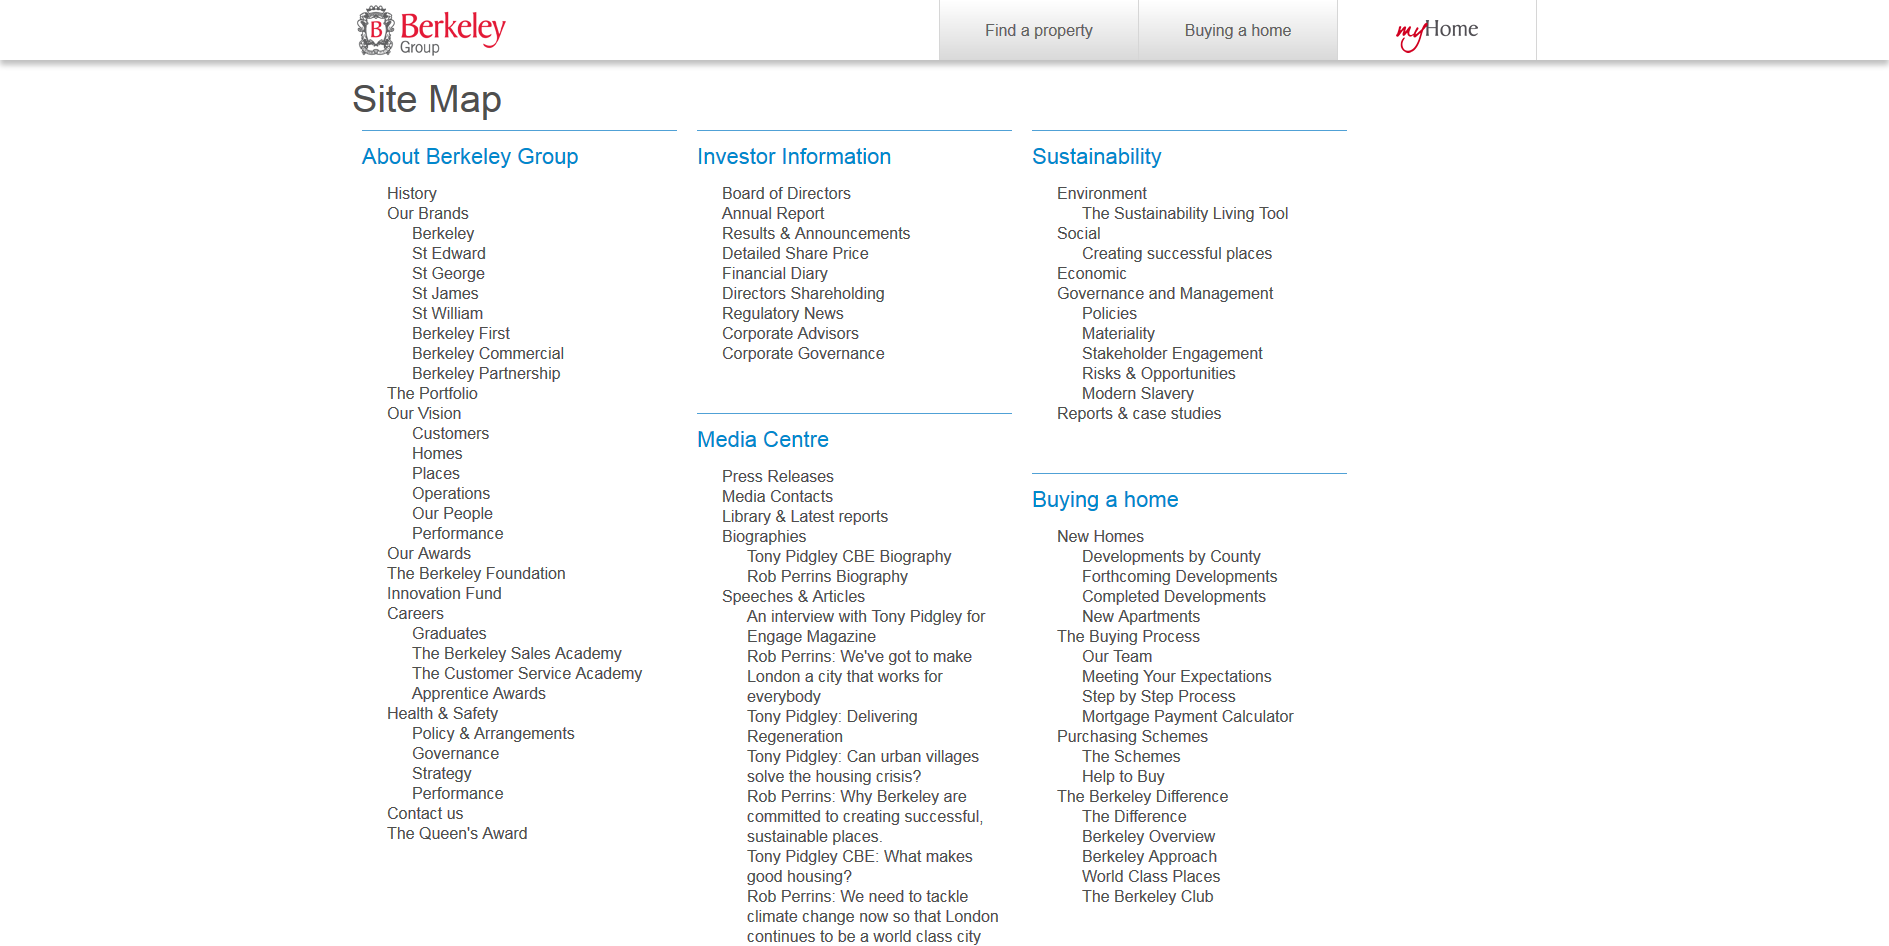 B Berkeley
Group
Find a property
Buying a home
myHome
Site Map
About Berkeley Group
History
Our Brands
Berkeley
St Edward
St George
St James
St William
Berkeley First
Berkeley Commercial
Berkeley Partnership
The Portfolio
Our Vision
Customers
Homes
Places
Operations
Our People
Performance
Our Awards
The Berkeley Foundation
Innovation Fund
Careers
Graduates
The Berkeley Sales Academy
The Customer Service Academy
Apprentice Awards
Health & Safety
Policy & Arrangements
Governance
Strategy
Performance
Contact us
The Queen's Award
Investor Information
Board of Directors
Annual Report
Results & Announcements
Detailed Share Price
Financial Diary
Directors Shareholding
Regulatory News
Corporate Advisors
Corporate Governance
Media Centre
Press Releases
Media Contacts
Library & Latest reports
Biographies
Tony Pidgley CBE Biography
Rob Perrins Biography
Speeches & Articles
An interview with Tony Pidgley for
Engage Magazine
Rob Perrins: We've got to make
London a city that works for
everybody
Tony Pidgley: Delivering
Regeneration
Tony Pidgley: Can urban villages
solve the housing crisis?
Rob Perrins: Why Berkeley are
committed to creating successful,
sustainable places.
Tony Pidgley CBE: What makes
good housing?
Rob Perrins: We need to tackle
climate change now so that London
continues to be a world class city
Sustainability
Environment
The Sustainability Living Tool
Social
Creating successful places
Economic
Governance and Management
Policies
Materiality
Stakeholder Engagement
Risks & Opportunities
Modern Slavery
Reports & case studies
Buying a home
New Homes
Developments by County
Forthcoming Developments
Completed Developments
New Apartments
The Buying Process
Our Team
Meeting Your Expectations
Step by Step Process
Mortgage Payment Calculator
Purchasing Schemes
The Schemes
Help to Buy
The Berkeley Difference
The Difference
Berkeley Overview
Berkeley Approach
World Class Places
The Berkeley Club